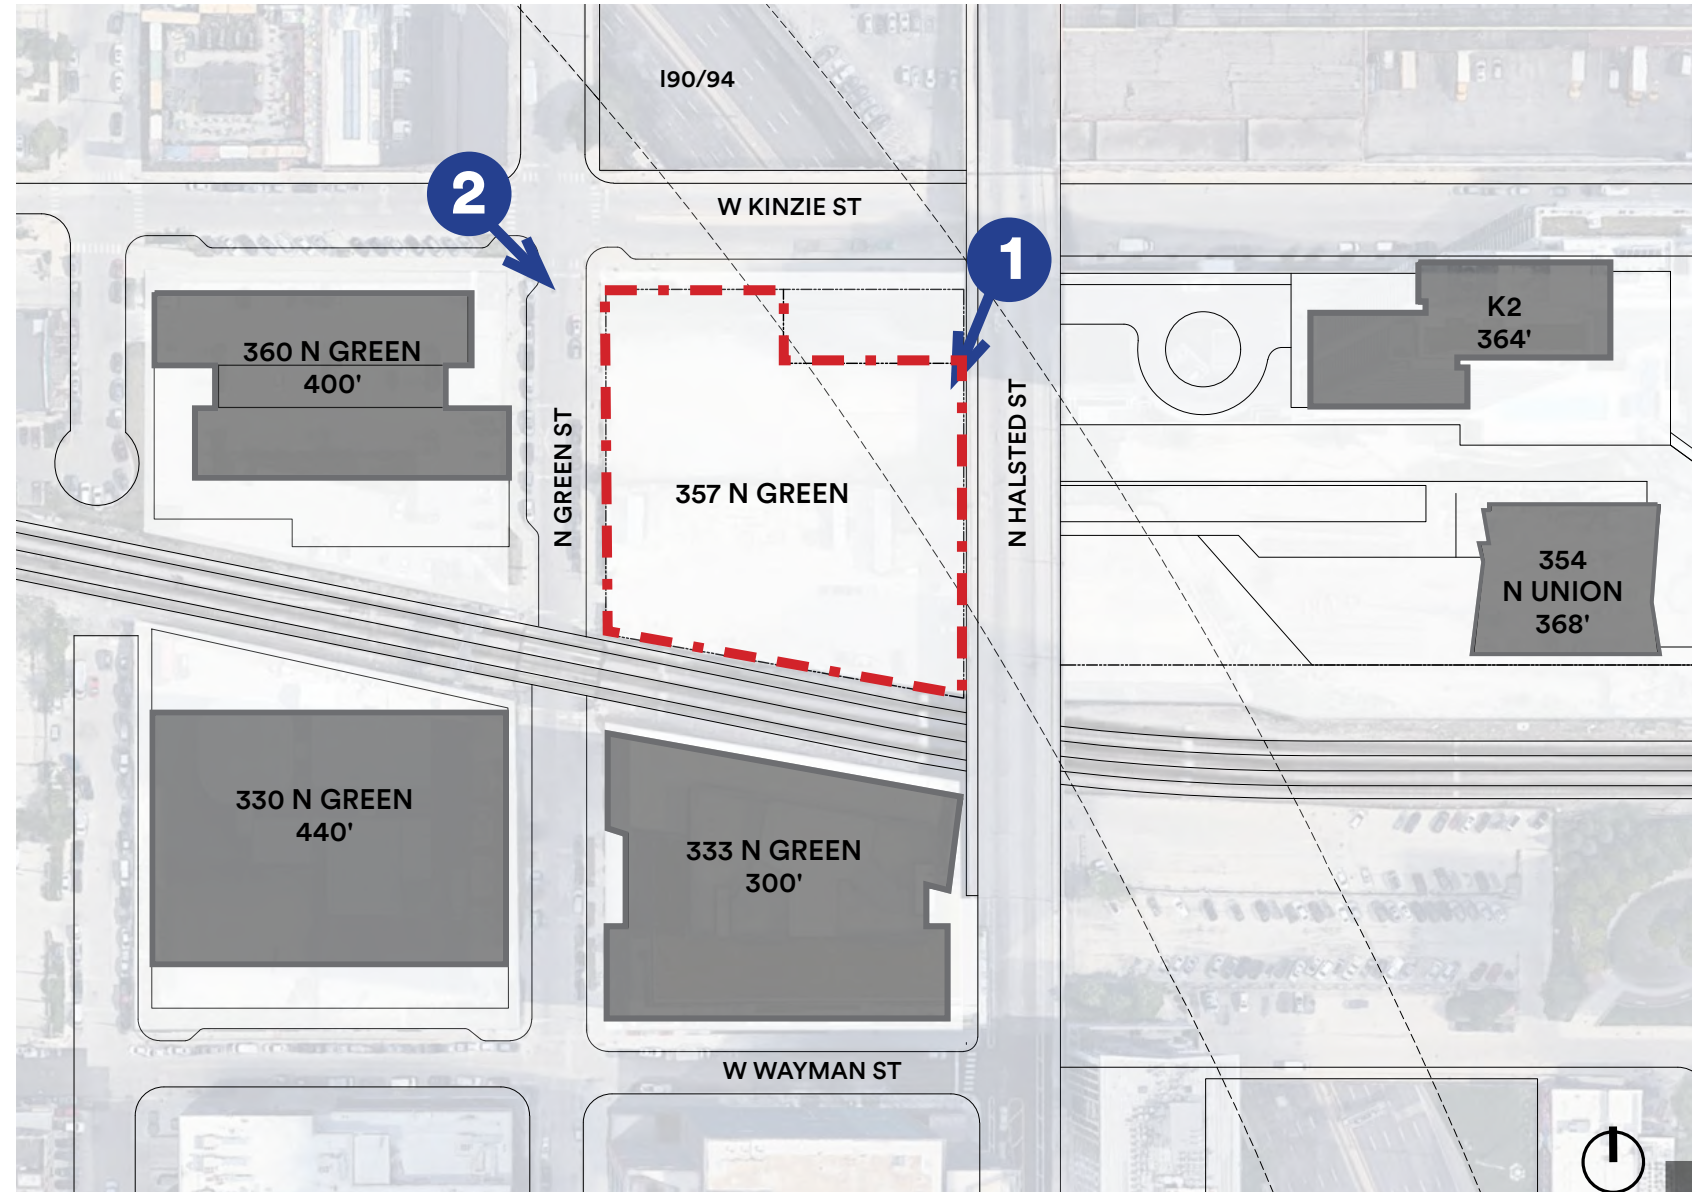 I90/94
2
W KINZIE ST
1
K2
364'
360 N GREEN
400'
N GREEN ST
357 N GREEN
N HALSTED ST
354
N UNION
368'
330 N GREEN
440'
333 N GREEN
300'
W WAYMAN ST